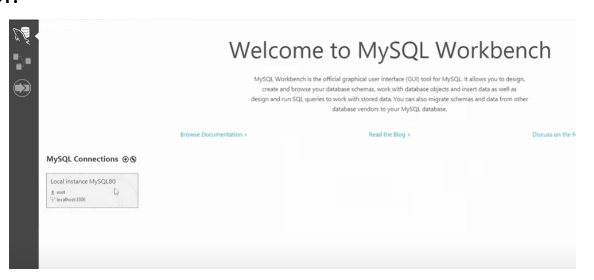 Welcome to MySQL Workbench
MySQL Workbench is the official graphical user interface (GUI) tool for MySQL. It allows you to design,
create and browse your database schemas, work with database objects and insert data as well as
design and run SQL queries to work with stored data. You can also migrate schemas and data from other
database vendors to your MySQL database.
Browse Documentation >
Read the Blog >
Discuss on the
MySQL Connections
Local instance MySQL80
root
localhost:3306